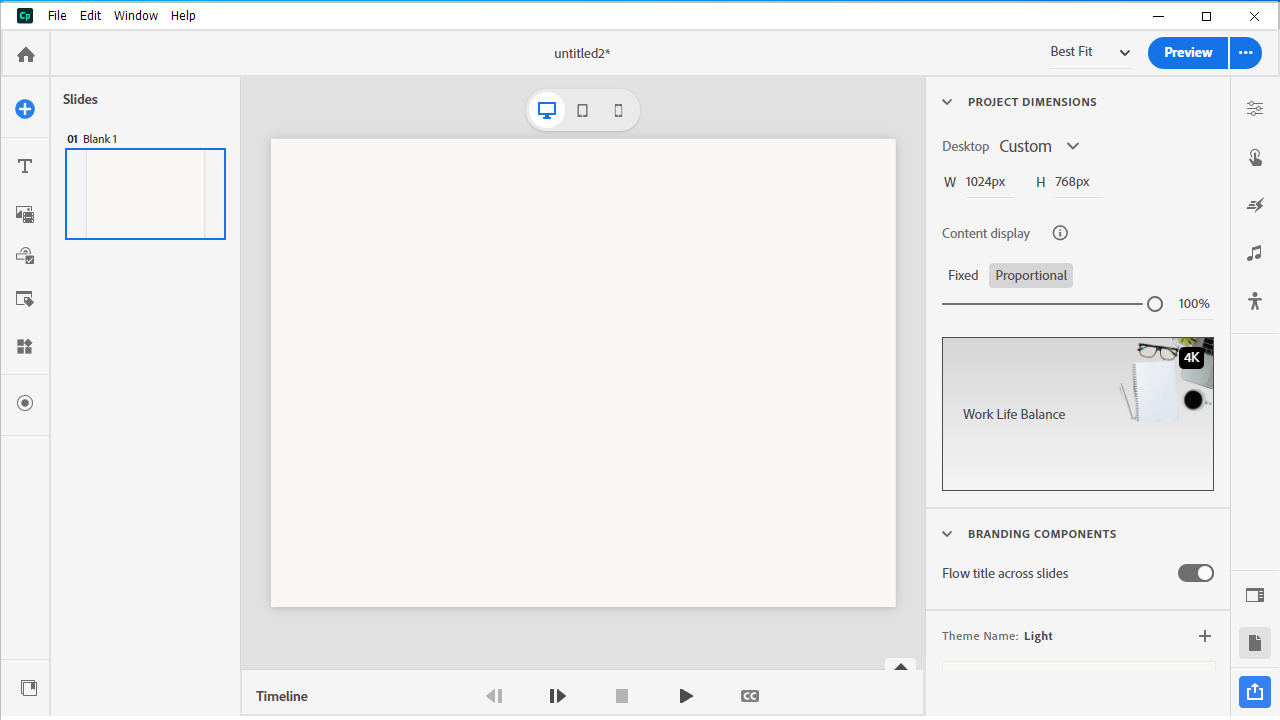 Cp File Edit Window Help
untitled2*
Best Fit
Preview
Slides
01 Blank 1
PROJECT DIMENSIONS
Desktop Custom
W 1024px H 768px
Content display
Fixed Proportional
100%
4K
Work Life Balance
BRANDING COMPONENTS
Flow title across slides
Theme Name: Light
Timeline
CC